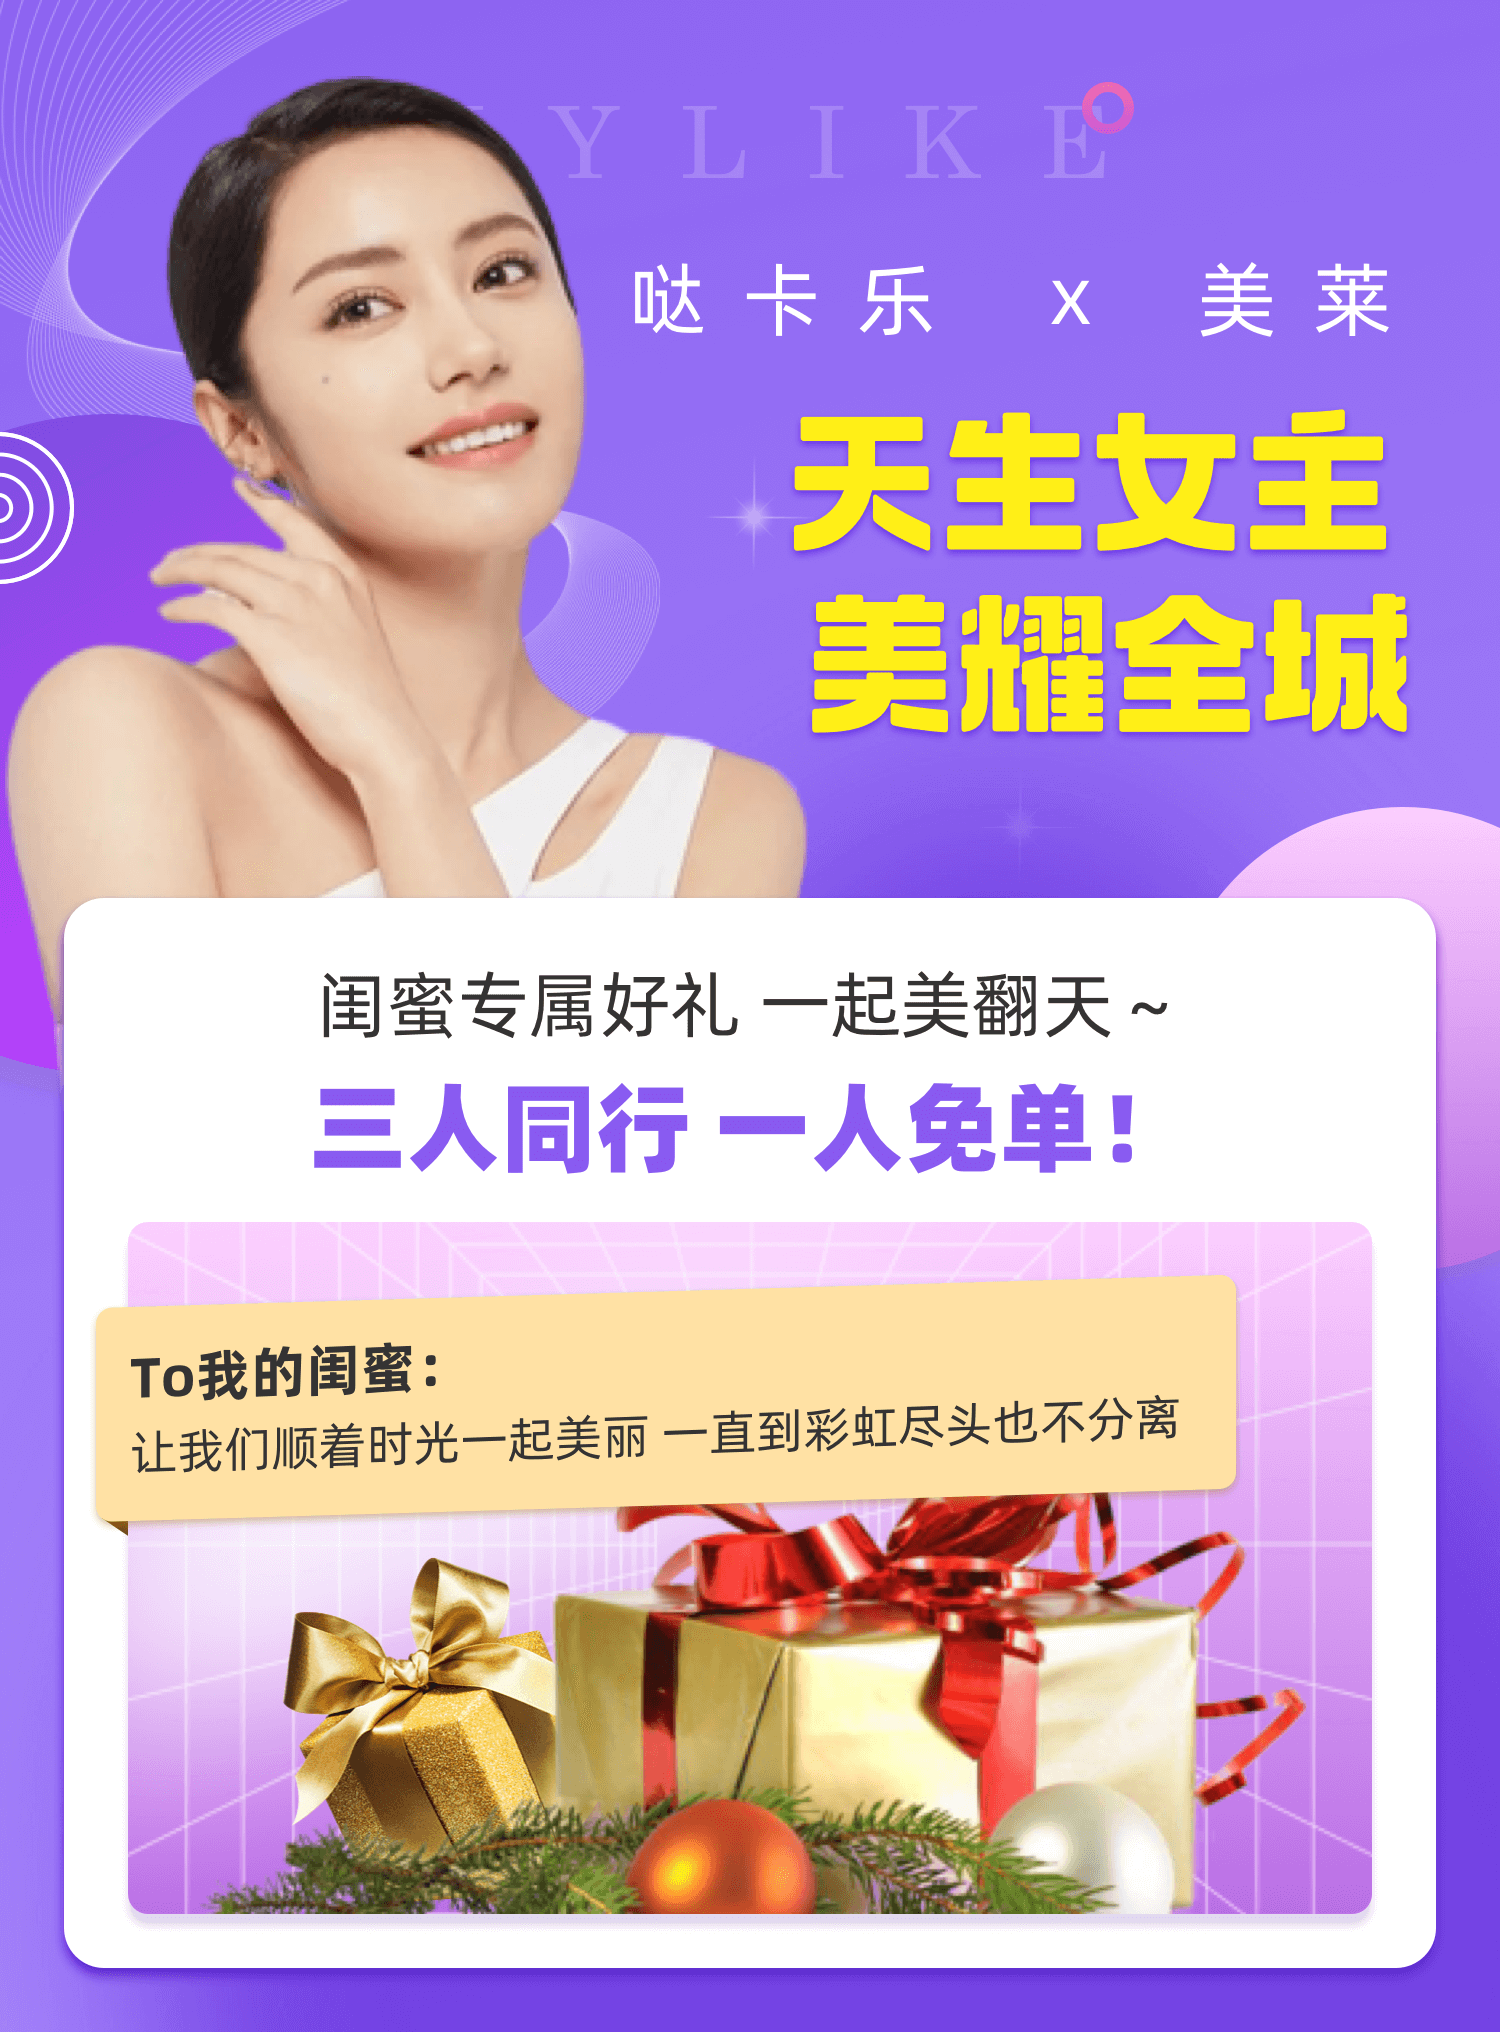 YLIKE
哒卡乐 x 美莱
天生女主
美耀全城
闺蜜专属好礼 一起美翻天~
三人同行 一人免单！
To我的闺蜜：
让我们顺着时光一起美丽 一直到彩虹尽头也不分离